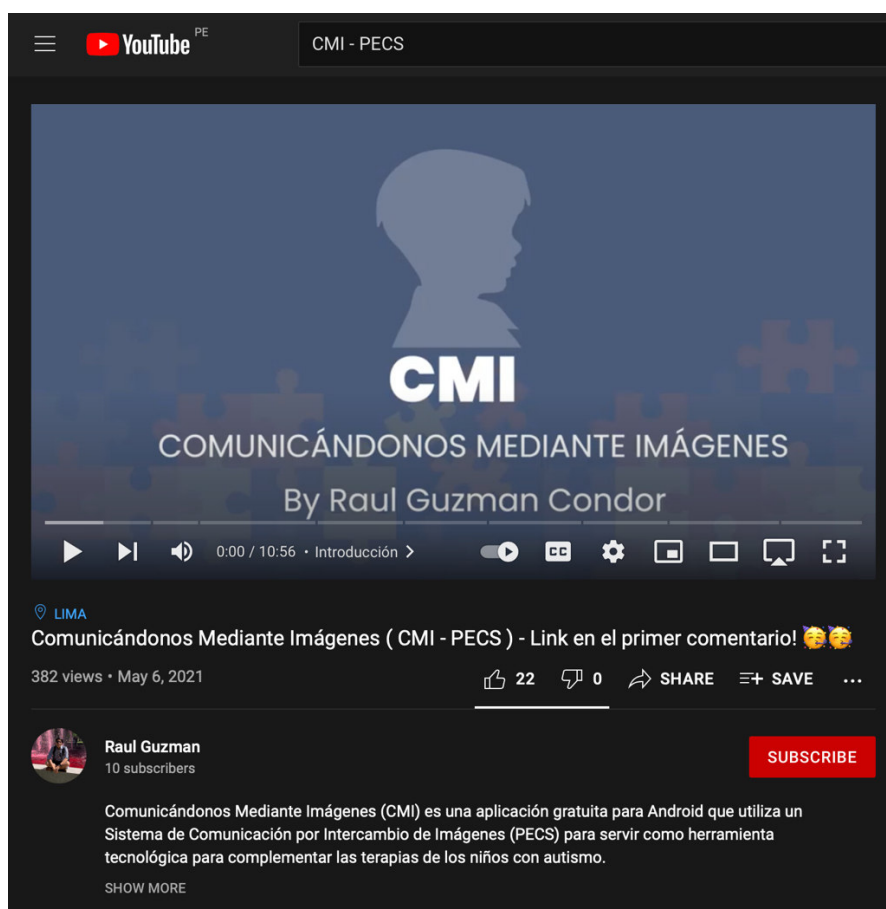 YouTube PE
CMI - PECS
CMI
COMUNICÁNDONOS MEDIANTE IMÁGENES
By Raul Guzman Condor
0:00 / 10:56 • Introducción >
CC
LIMA
Comunicándonos Mediante Imágenes ( CMI - PECS ) - Link en el primer comentario! 🥳🥳
382 views • May 6, 2021
22 0 SHARE SAVE ...
Raul Guzman
10 subscribers
SUBSCRIBE
Comunicándonos Mediante Imágenes (CMI) es una aplicación gratuita para Android que utiliza un
Sistema de Comunicación por Intercambio de Imágenes (PECS) para servir como herramienta
tecnológica para complementar las terapias de los niños con autismo.
SHOW MORE